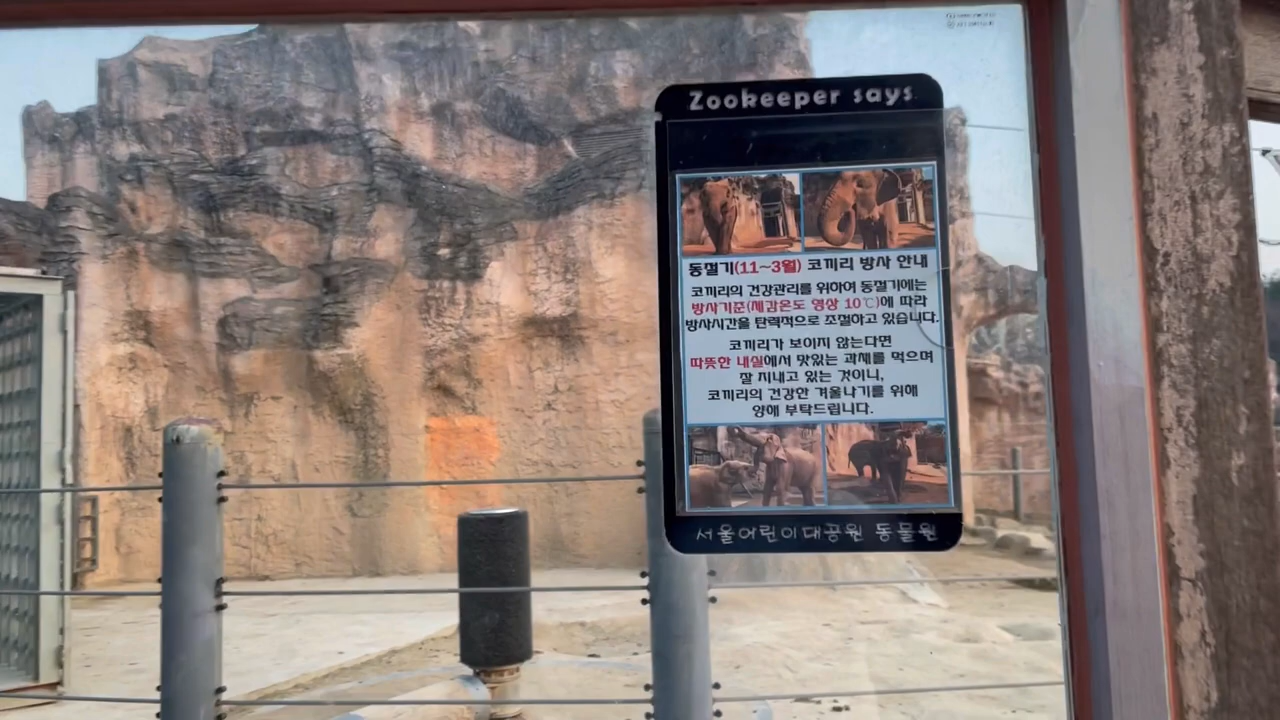 Zookeeper says
동절기(11~3월) 코끼리 방사 안내
코끼리의 건강관리를 위하여 동절기에는
방사기준(체감온도 영상 10℃)에 따라
방사시간을 탄력적으로 조절하고 있습니다.
코끼리가 보이지 않는다면
따뜻한 내실에서 맛있는 과채를 먹으며
잘 지내고 있는 것이니,
코끼리의 건강한 겨울나기를 위해
양해 부탁드립니다.
서울어린이대공원 동물원